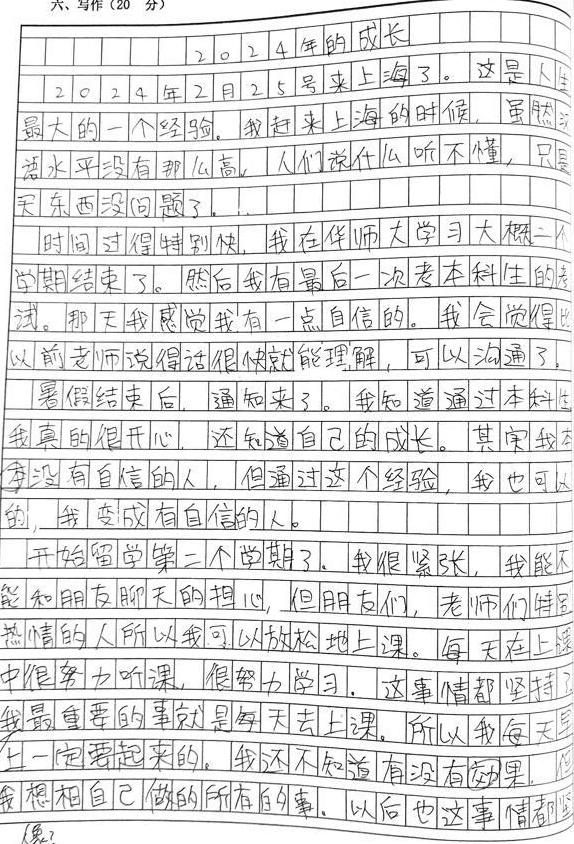 六、写作（20 分）
2024年的成长
2024年2月25号来上海了。这是人生
最大的一个经验。我赶来上海的时候，虽然汉
语水平没有那么高，人们说什么听不懂，只是
天东西没问题了。
时间过得特别快，我在华师大学习大概二个
学期结束了。然后我有最后一次考本科生的考
试。那天我感觉我有一点自信的。我会觉得比
以前老师说得话很快就能理解，可以沟通了。
暑假结束后，通知来了。我知道通过本科生
我真的很开心，还知道自己的成长。其实我本
来没有自信的人，但通过这个经验，我也可以
的，我变成有自信的人。
开始留学第二个学期了。我很紧张，我能不
能和朋友聊天的担心，但朋友们，老师们特别
热情的人所以我可以放松地上课。每天在上课
中很努力听课，很努力学习。这事情都坚持了
我最重要的事就是每天去上课。所以我每天早
上一定要起来的。我还不知道有没有效果，但
我想相自己做的所有的事。以后也这事情都坚